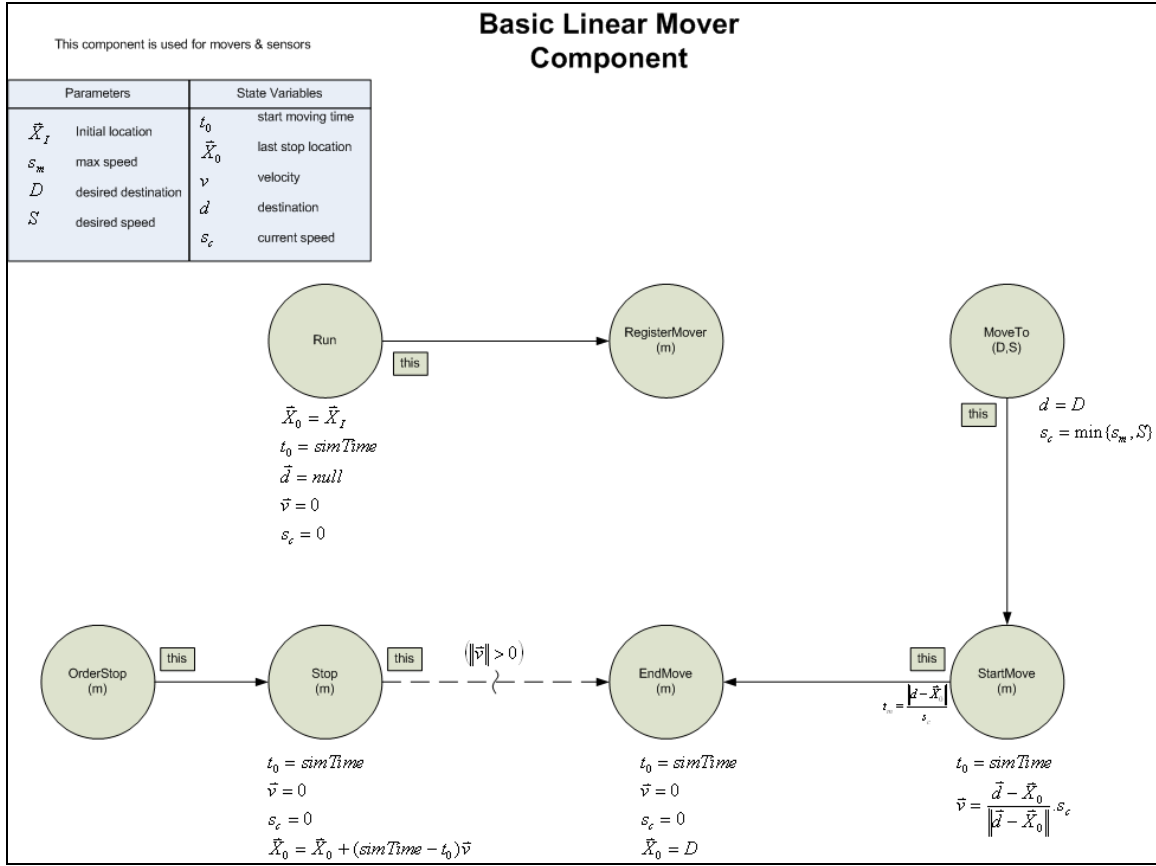 Basic Linear Mover
Component
This component is used for movers & sensors
Parameters
State Variables
X⃗_I Initial location
s_m max speed
D desired destination
S desired speed
t_0 start moving time
X⃗_0 last stop location
v velocity
d destination
s_c current speed
Run
this
RegisterMover
(m)
MoveTo
(D,S)
X⃗_0 = X⃗_I
t_0 = simTime
d⃗ = null
v⃗ = 0
s_c = 0
this
d = D
s_c = min{s_m, S}
OrderStop
(m)
this
Stop
(m)
this
(‖v⃗‖ > 0)
EndMove
(m)
this
t_m = |d − X⃗_0| / s_c
StartMove
(m)
t_0 = simTime
v⃗ = 0
s_c = 0
X⃗_0 = X⃗_0 + (simTime − t_0)v⃗
t_0 = simTime
v⃗ = 0
s_c = 0
X⃗_0 = D
t_0 = simTime
v⃗ = (d⃗ − X⃗_0) / ‖d⃗ − X⃗_0‖ . s_c